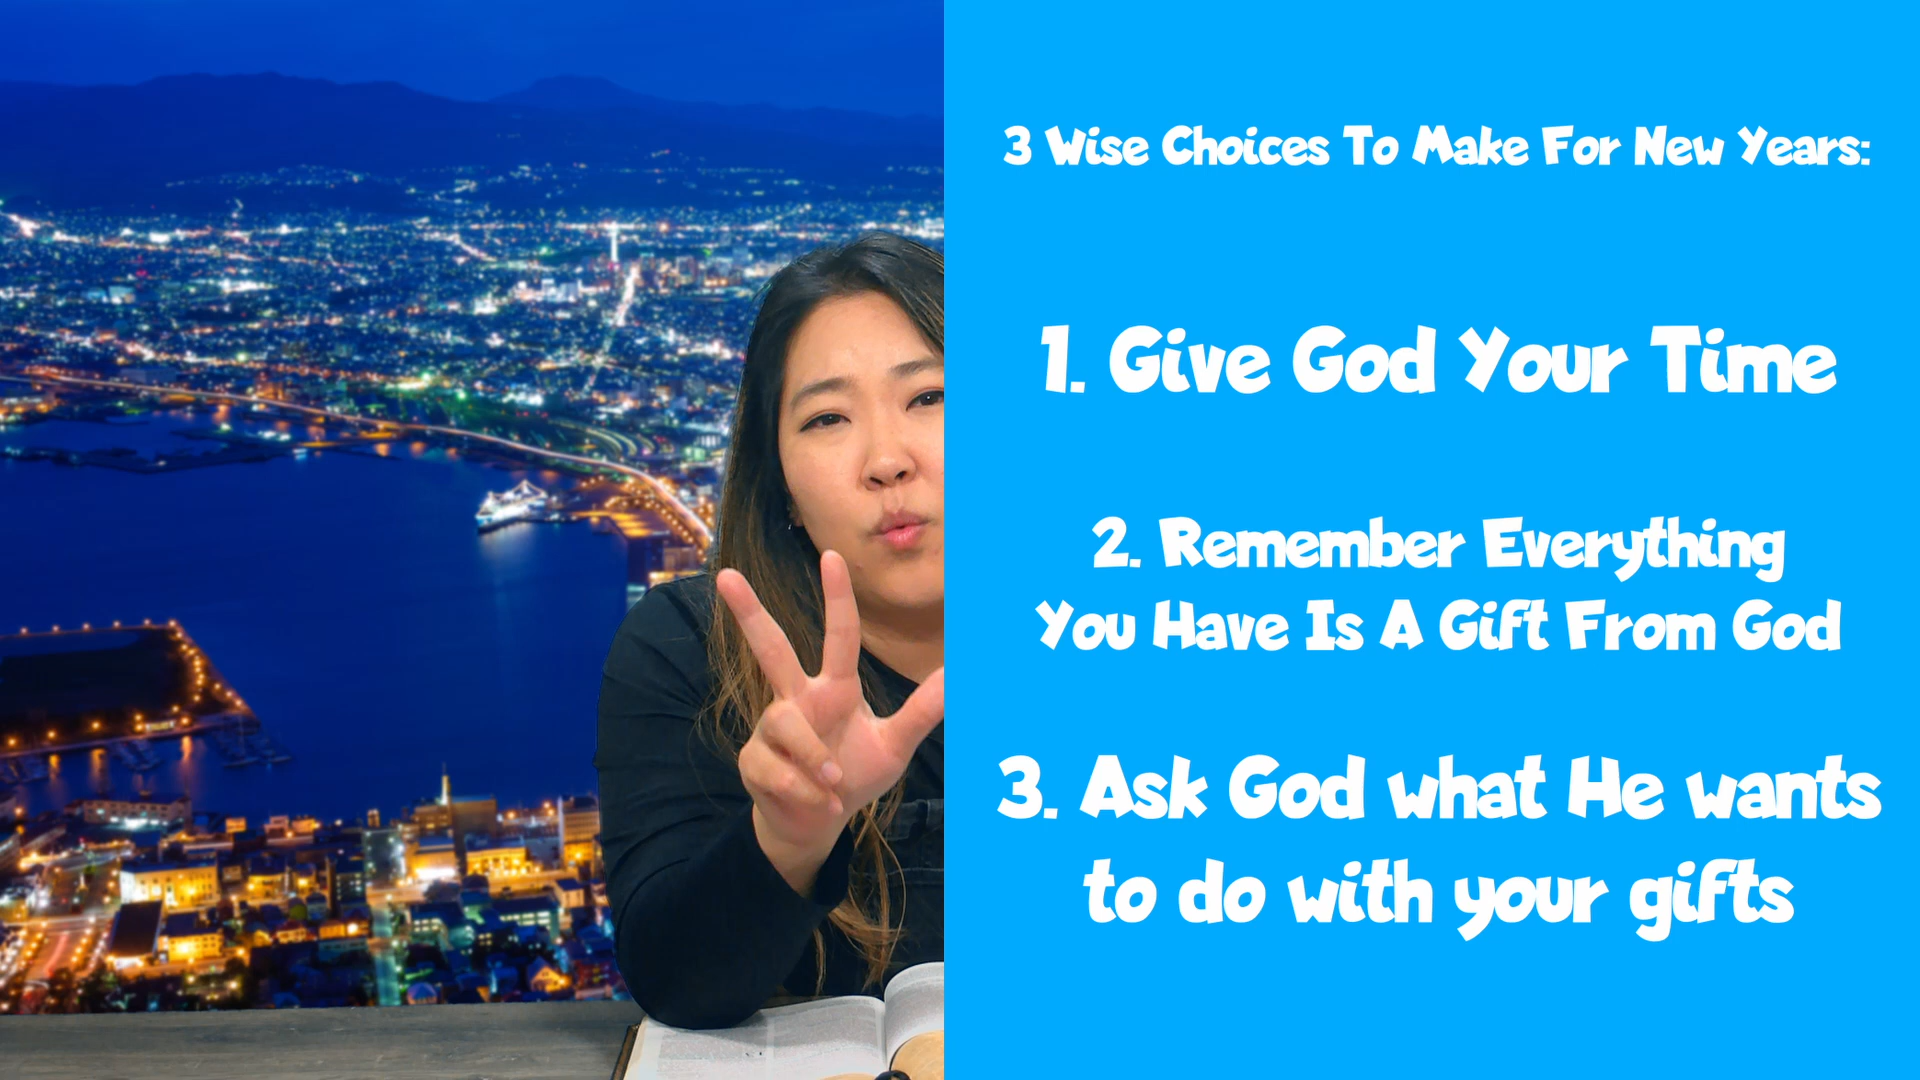 3 Wise Choices To Make For New Years:
1. Give God Your Time
2. Remember Everything
You Have Is A Gift From God
3. Ask God what He wants
to do with your gifts